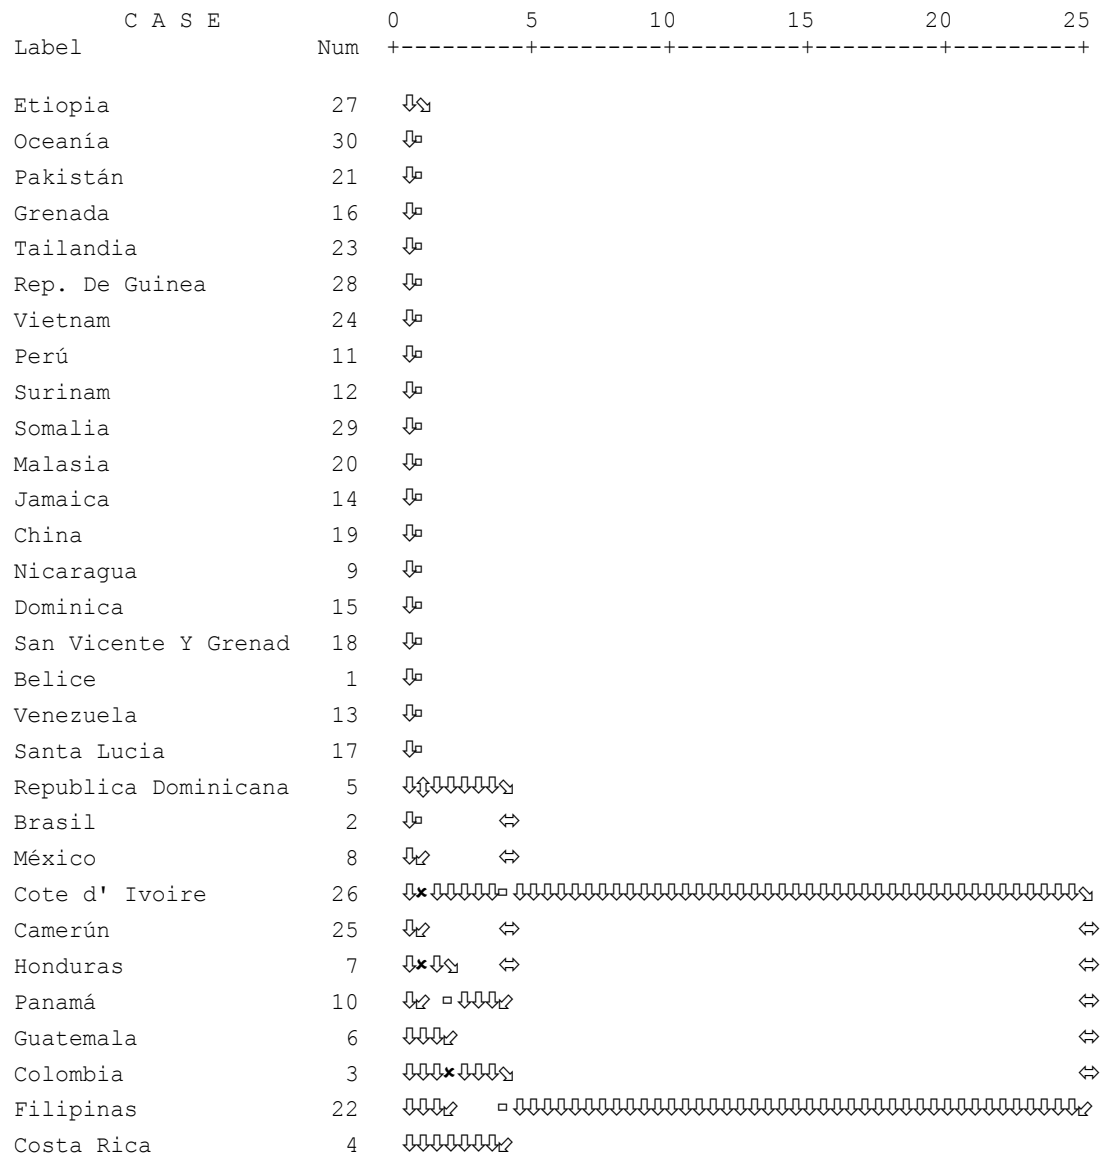 C A S E 0 5 10 15 20 25
Label Num +---------+---------+---------+---------+---------+
Etiopia 27 ⇩⬂
Oceanía 30 ⇩▫
Pakistán 21 ⇩▫
Grenada 16 ⇩▫
Tailandia 23 ⇩▫
Rep. De Guinea 28 ⇩▫
Vietnam 24 ⇩▫
Perú 11 ⇩▫
Surinam 12 ⇩▫
Somalia 29 ⇩▫
Malasia 20 ⇩▫
Jamaica 14 ⇩▫
China 19 ⇩▫
Nicaragua 9 ⇩▫
Dominica 15 ⇩▫
San Vicente Y Grenad 18 ⇩▫
Belice 1 ⇩▫
Venezuela 13 ⇩▫
Santa Lucia 17 ⇩▫
Republica Dominicana 5
Brasil 2
México 8
Cote d' Ivoire 26
Camerún 25
Honduras 7
Panamá 10
Guatemala 6
Colombia 3
Filipinas 22
Costa Rica 4